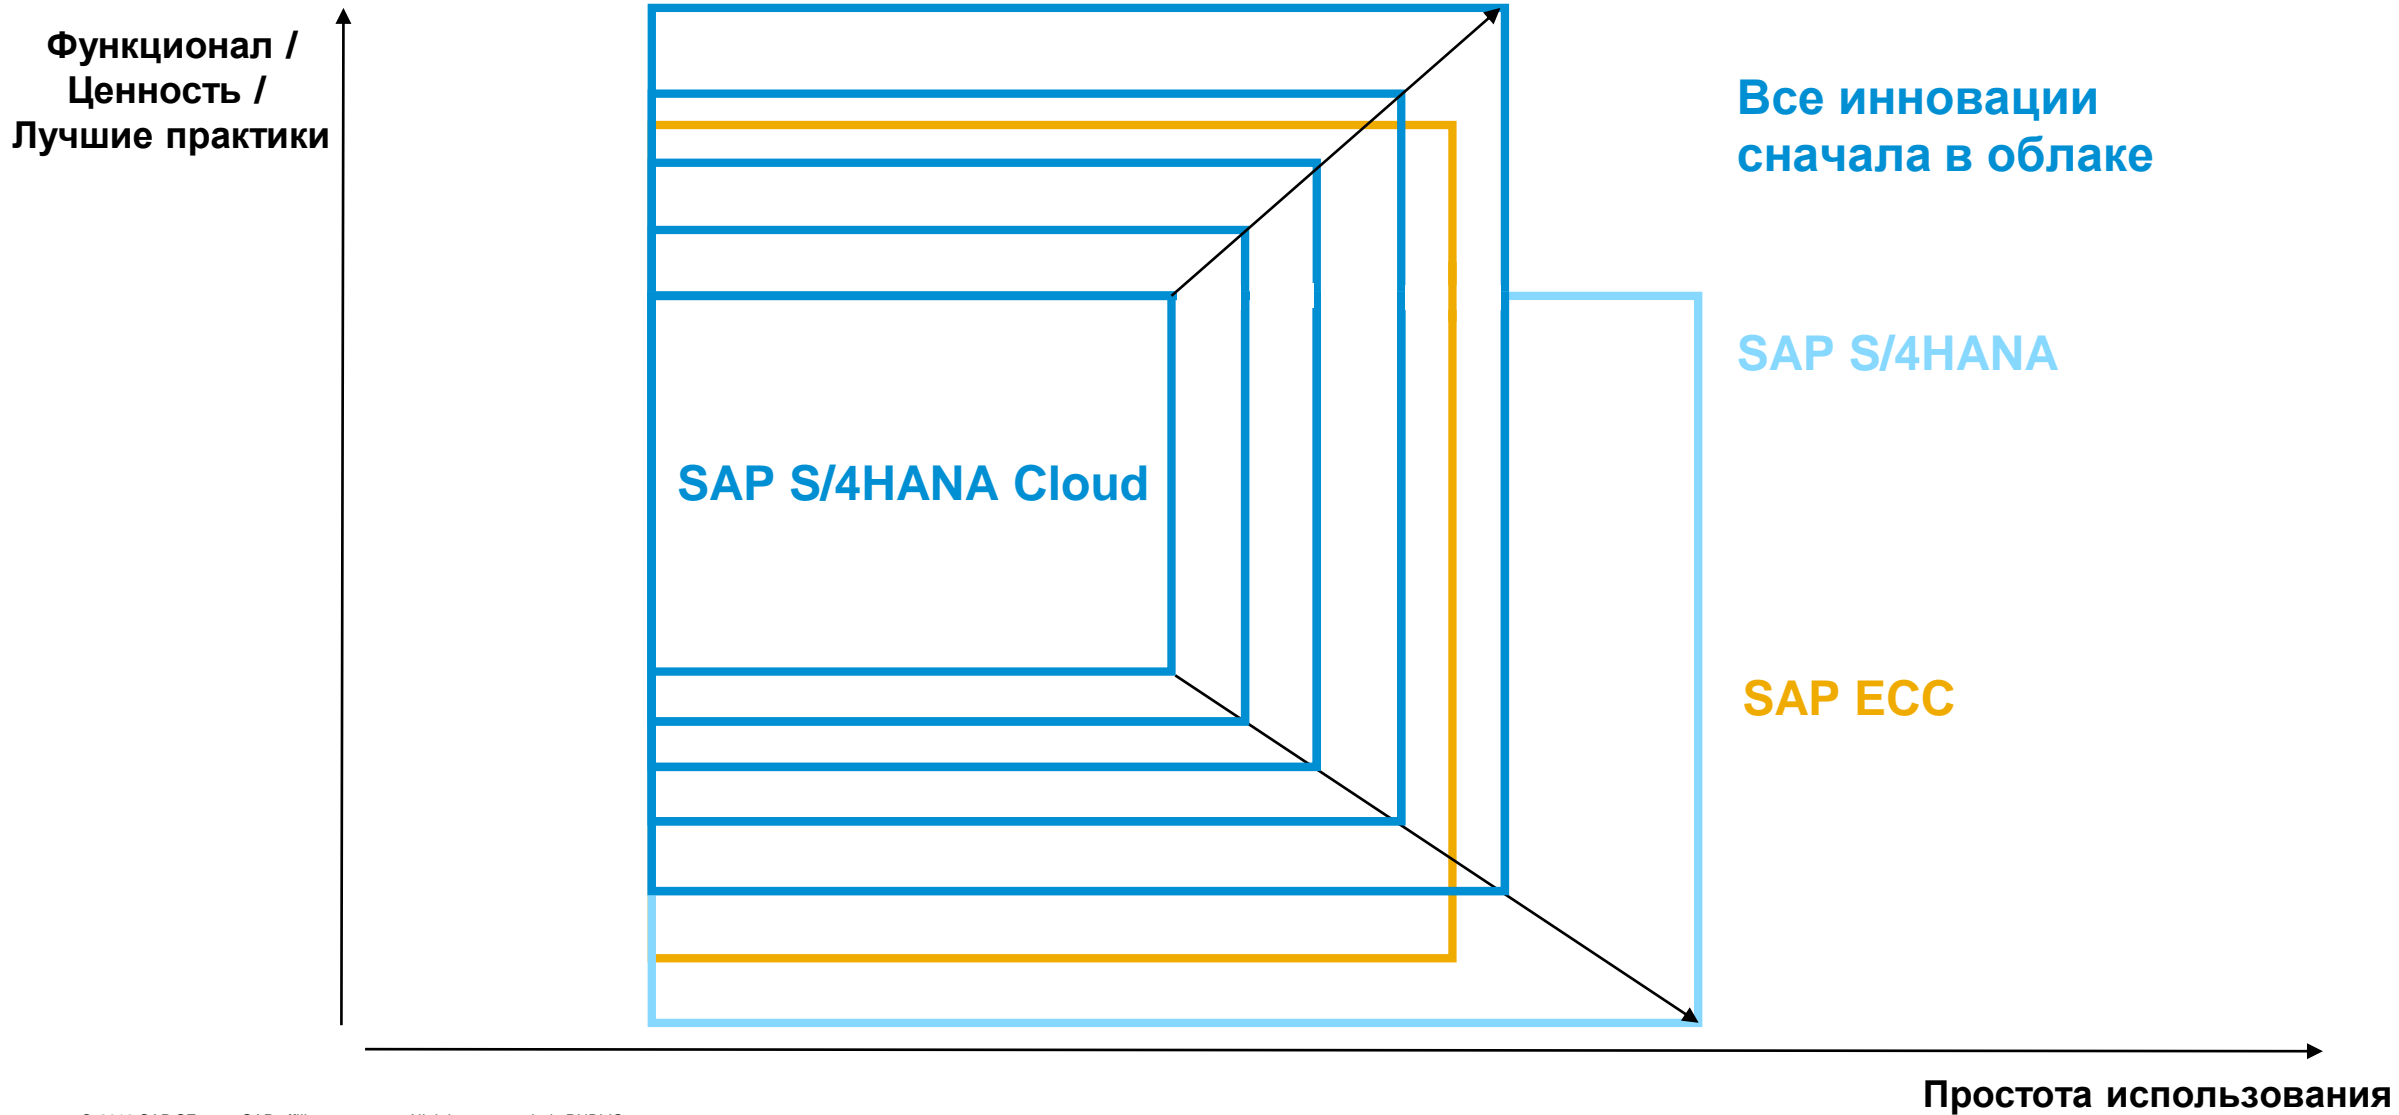 Функционал /
Ценность /
Лучшие практики
Все инновации
сначала в облаке
SAP S/4HANA
SAP S/4HANA Cloud
SAP ECC
Простота использования